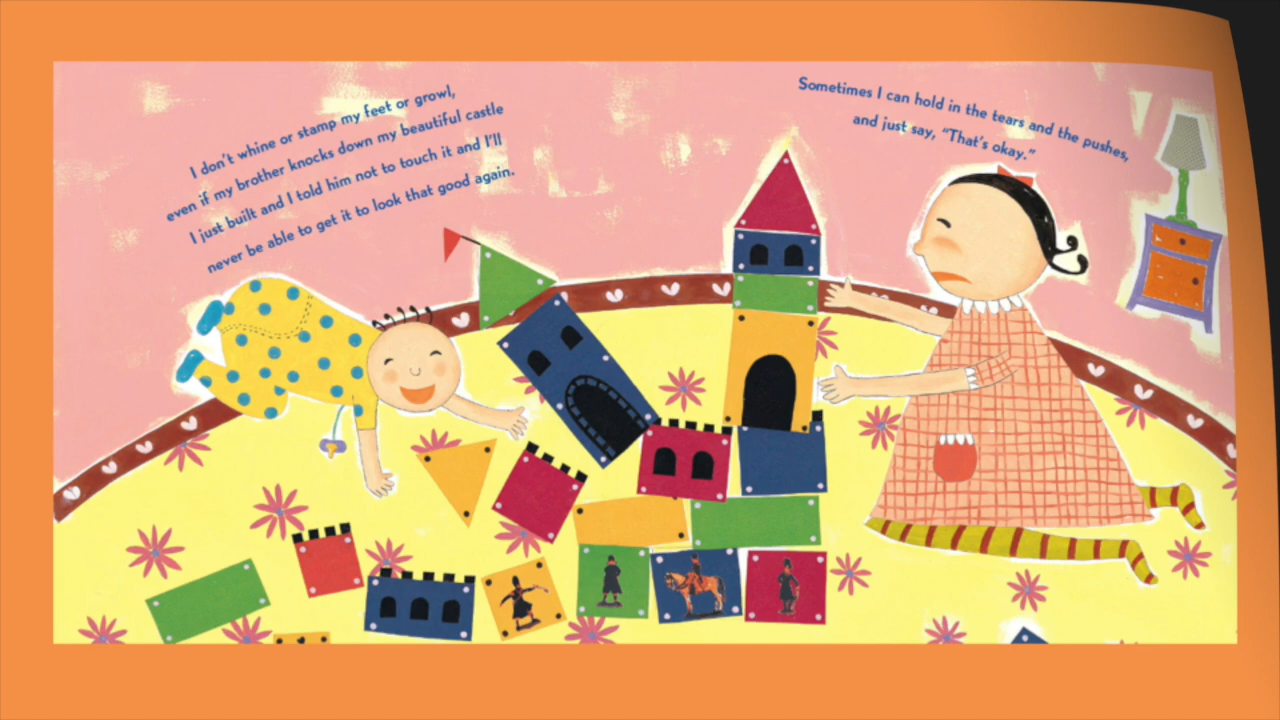 I don't whine or stamp my feet or growl,
even if my brother knocks down my beautiful castle
I just built and I told him not to touch it and I'll
never be able to get it to look that good again.
Sometimes I can hold in the tears and the pushes,
and just say, “That's okay.”